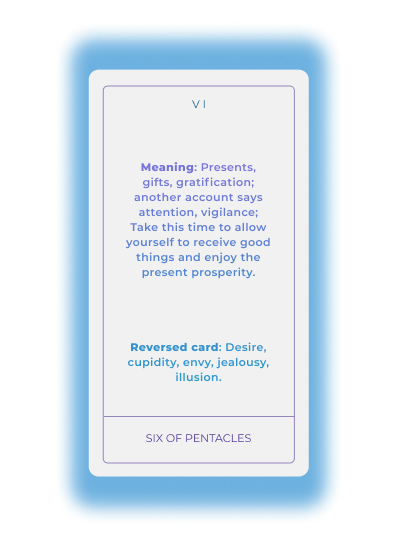 VI
Meaning: Presents,
gifts, gratification;
another account says
attention, vigilance;
Take this time to allow
yourself to receive good
things and enjoy the
present prosperity.
Reversed card: Desire,
cupidity, envy, jealousy,
illusion.
SIX OF PENTACLES